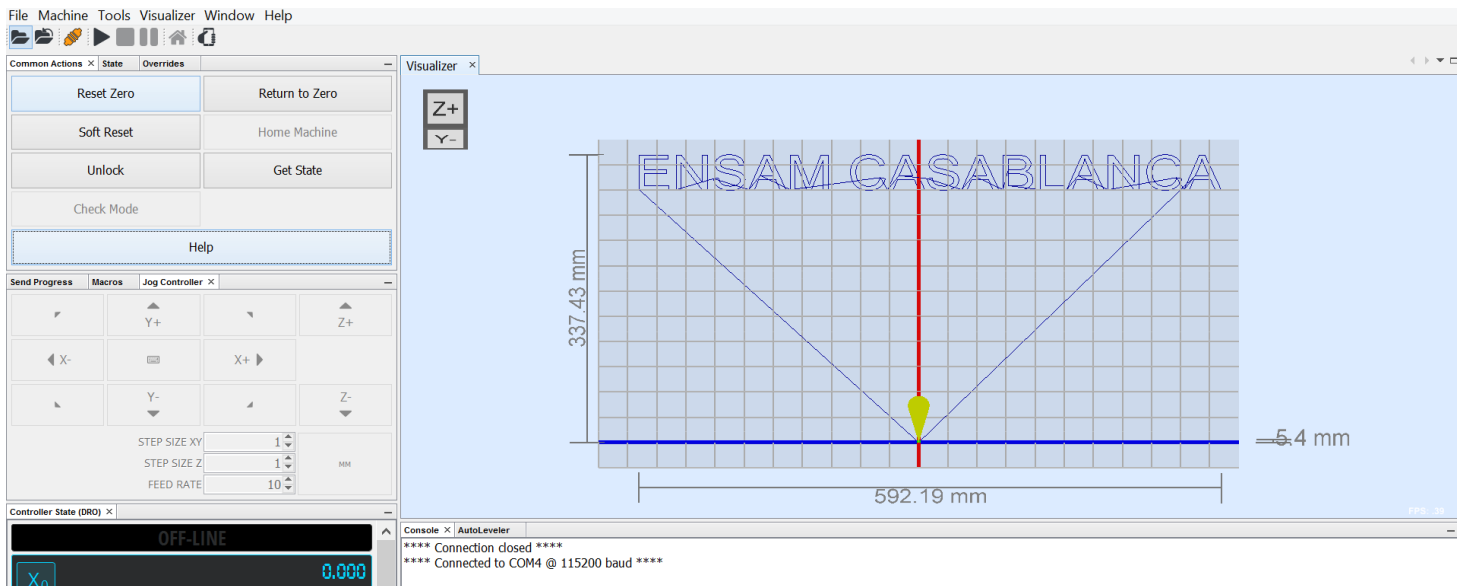 File Machine Tools Visualizer Window Help
Common Actions × State Overrides
Reset Zero Return to Zero
Soft Reset Home Machine
Unlock Get State
Check Mode
Help
Send Progress Macros Jog Controller ×
Y+ Z+
X- X+
Y- Z-
STEP SIZE XY 1
STEP SIZE Z 1 MM
FEED RATE 10
Controller State (DRO) ×
OFF-LINE
X0 0.000
Visualizer ×
Z+
Y-
ENSAM CASABLANCA
337.43 mm
5.4 mm
592.19 mm
FPS: 30
Console × AutoLeveler
**** Connection closed ****
**** Connected to COM4 @ 115200 baud ****